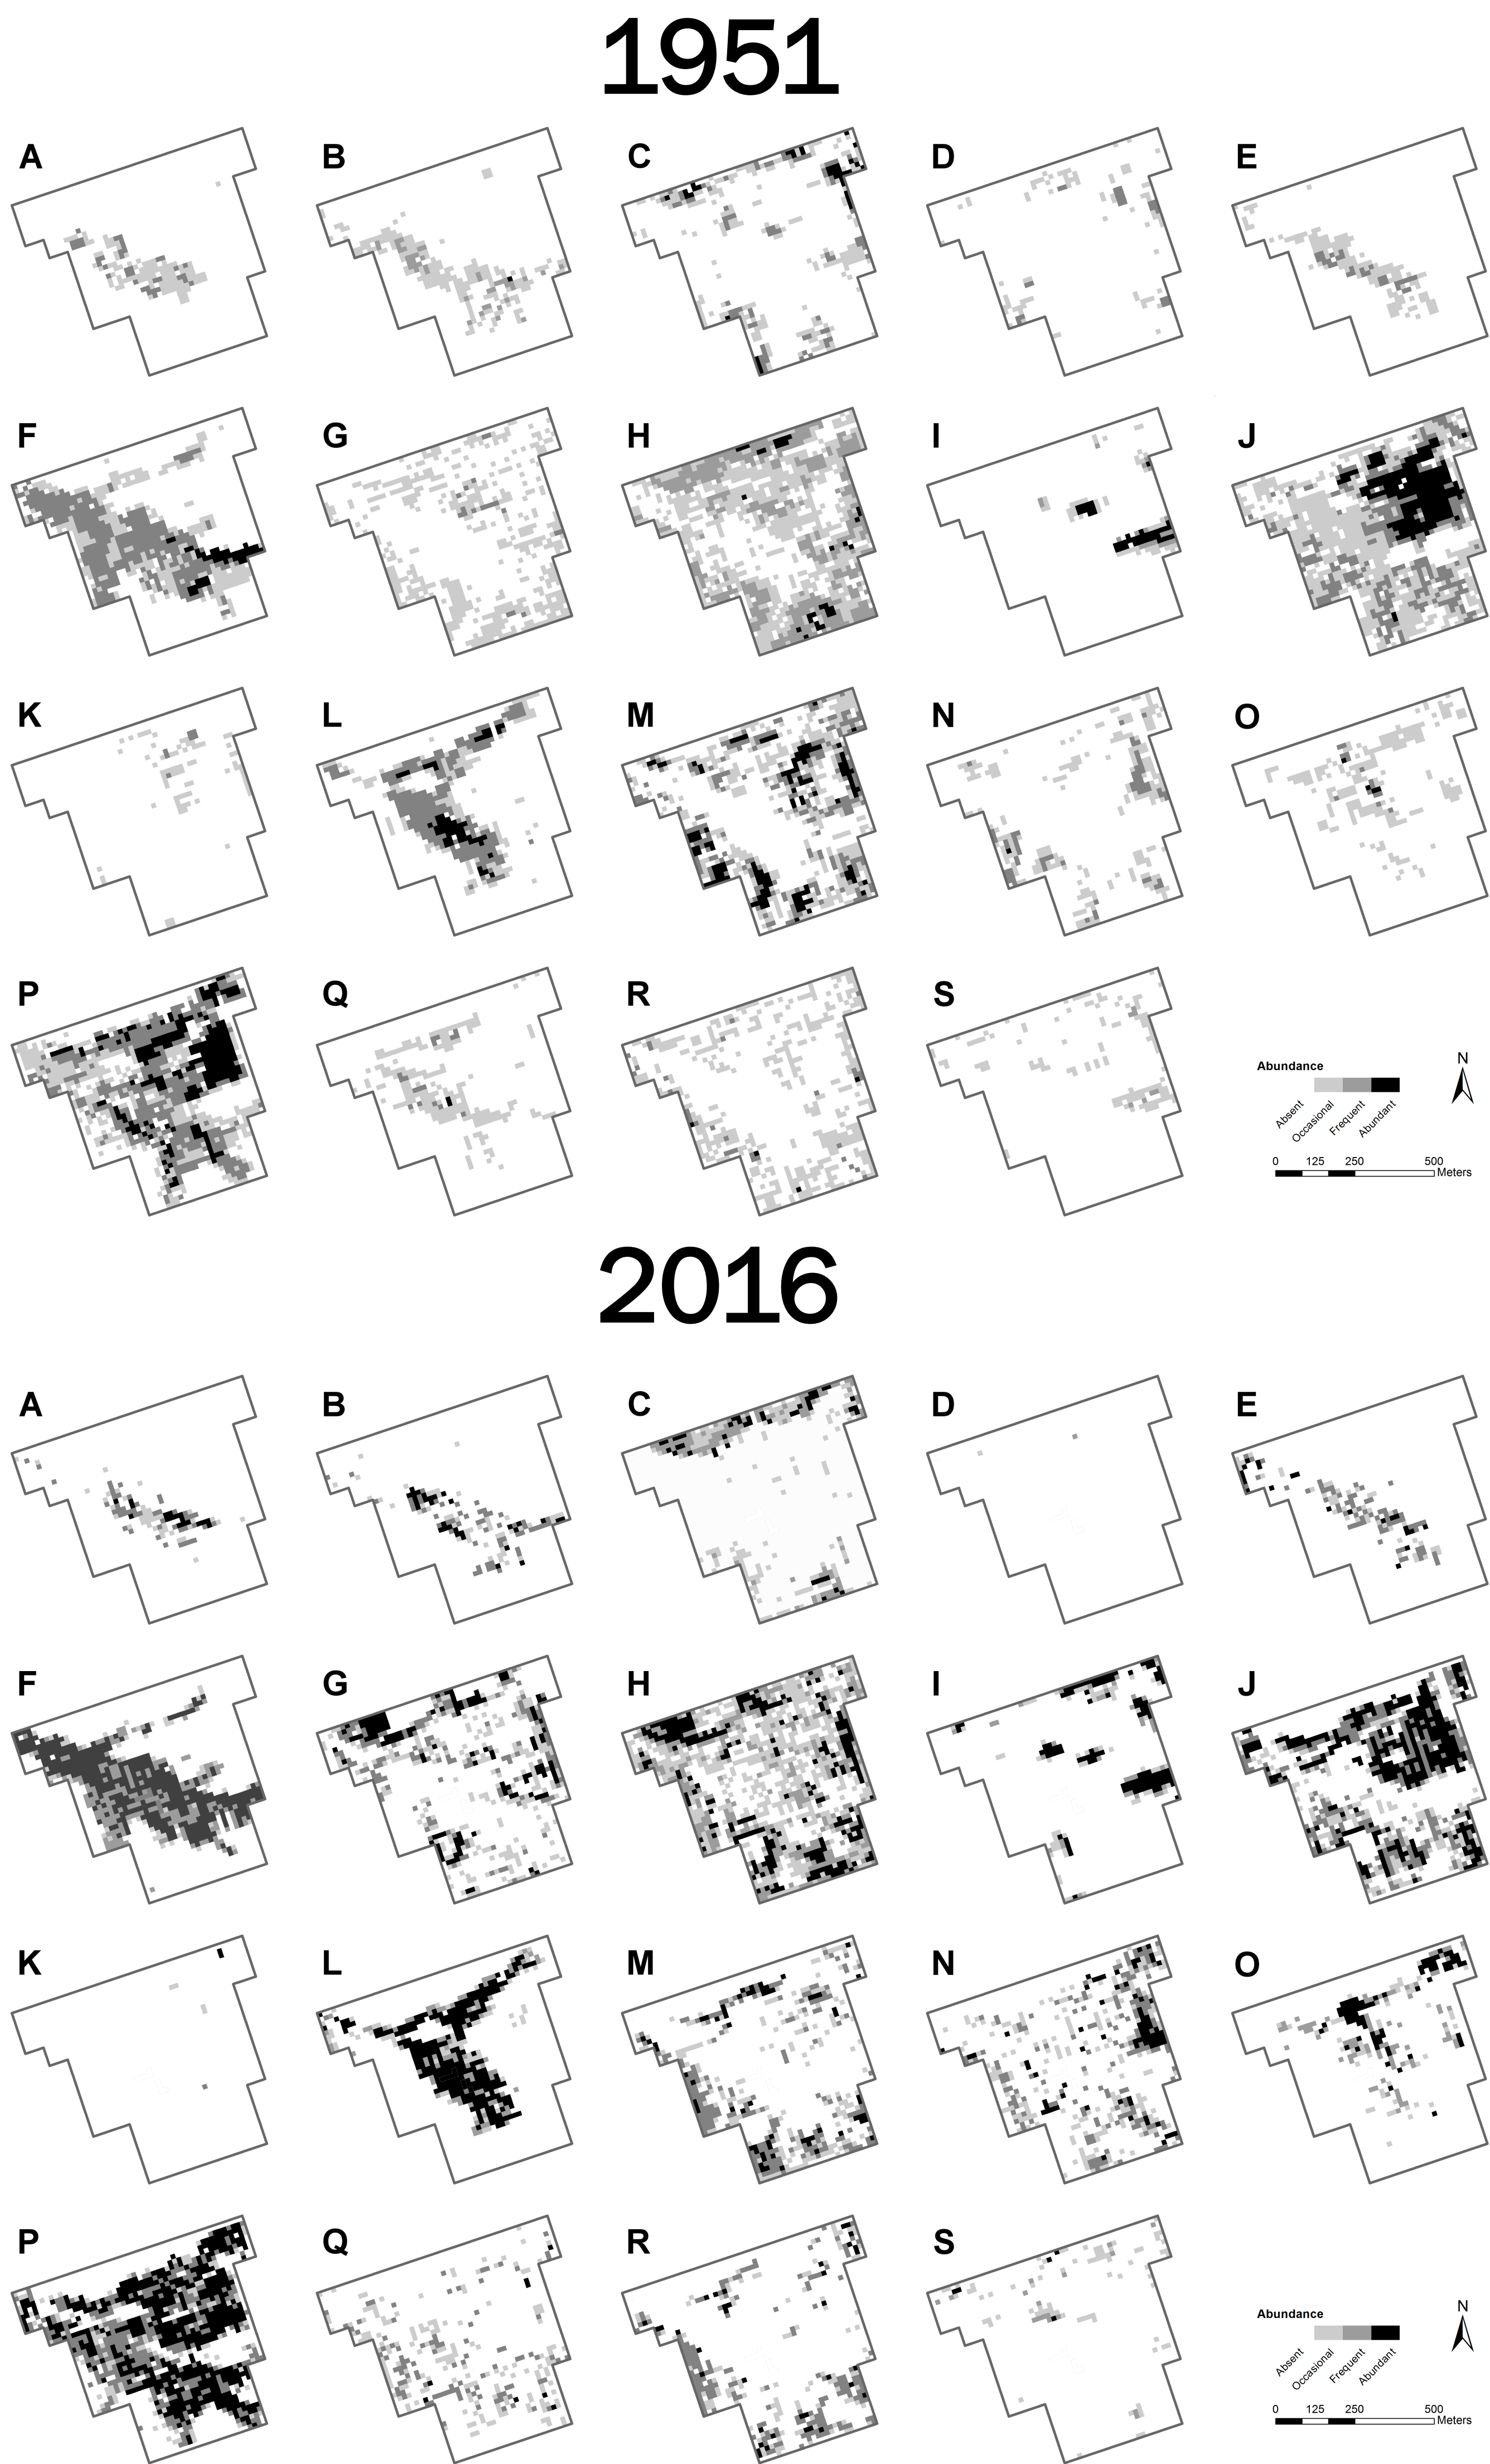 1951
A B C D E
F G H I J
K L M N O
P Q R S
Abundance
N
Absent
Occasional
Frequent
Abundant
0 125 250 500
Meters
2016
A B C D E
F G H I J
K L M N O
P Q R S
Abundance
N
Absent
Occasional
Frequent
Abundant
0 125 250 500
Meters